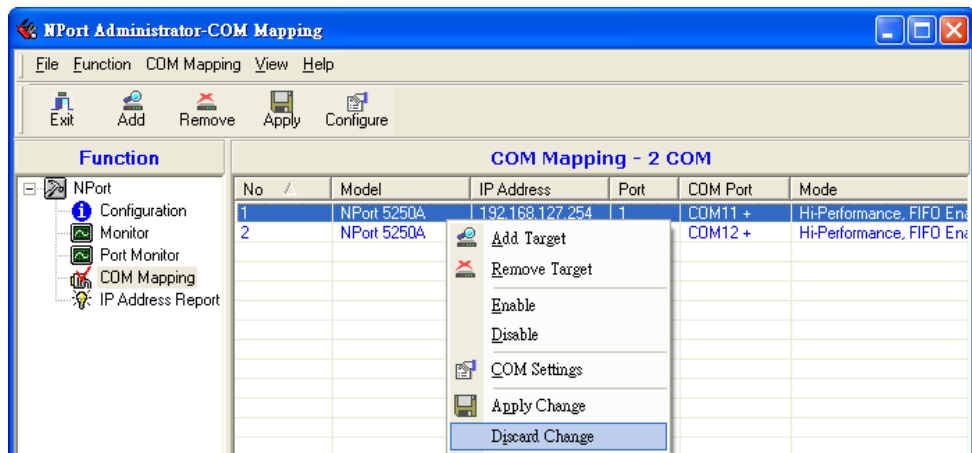 NPort Administrator-COM Mapping
File Function COM Mapping View Help
Exit Add Remove Apply Configure
Function
COM Mapping - 2 COM
NPort
Configuration
Monitor
Port Monitor
COM Mapping
IP Address Report
No Model IP Address Port COM Port Mode
1 NPort 5250A 192.168.127.254 1 COM11 + Hi-Performance, FIFO Ena
2 NPort 5250A COM12 + Hi-Performance, FIFO Ena
Add Target
Remove Target
Enable
Disable
COM Settings
Apply Change
Discard Change